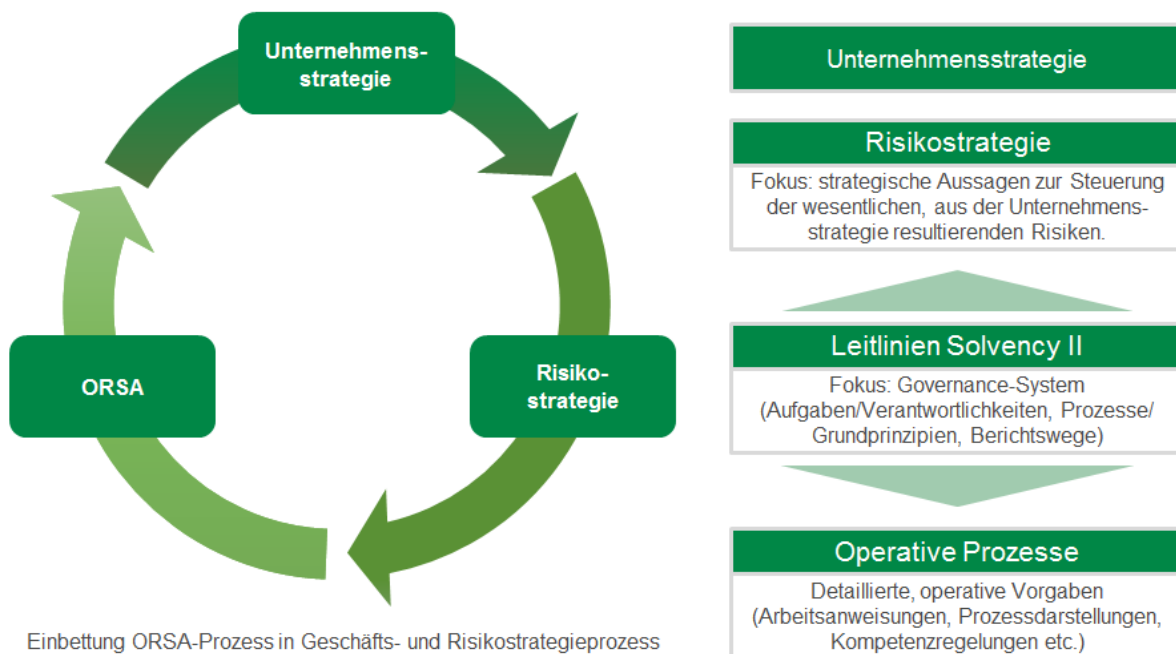 Unternehmens-
strategie
Risiko-
strategie
ORSA
Einbettung ORSA-Prozess in Geschäfts- und Risikostrategieprozess
Unternehmensstrategie
Risikostrategie
Fokus: strategische Aussagen zur Steuerung
der wesentlichen, aus der Unternehmens-
strategie resultierenden Risiken.
Leitlinien Solvency II
Fokus: Governance-System
(Aufgaben/Verantwortlichkeiten, Prozesse/
Grundprinzipien, Berichtswege)
Operative Prozesse
Detaillierte, operative Vorgaben
(Arbeitsanweisungen, Prozessdarstellungen,
Kompetenzregelungen etc.)